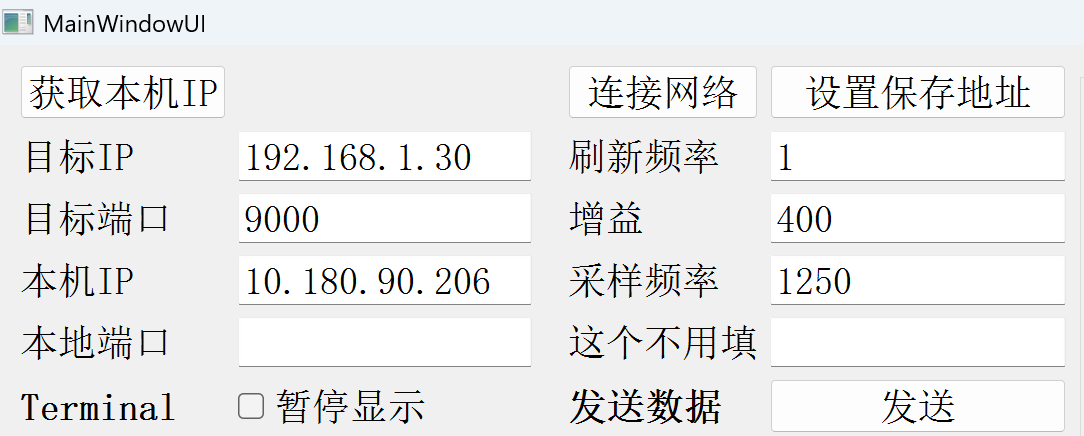 MainWindowUI
获取本机IP 连接网络 设置保存地址
目标IP 192.168.1.30 刷新频率 1
目标端口 9000 增益 400
本机IP 10.180.90.206 采样频率 1250
本地端口 这个不用填
Terminal 暂停显示 发送数据 发送